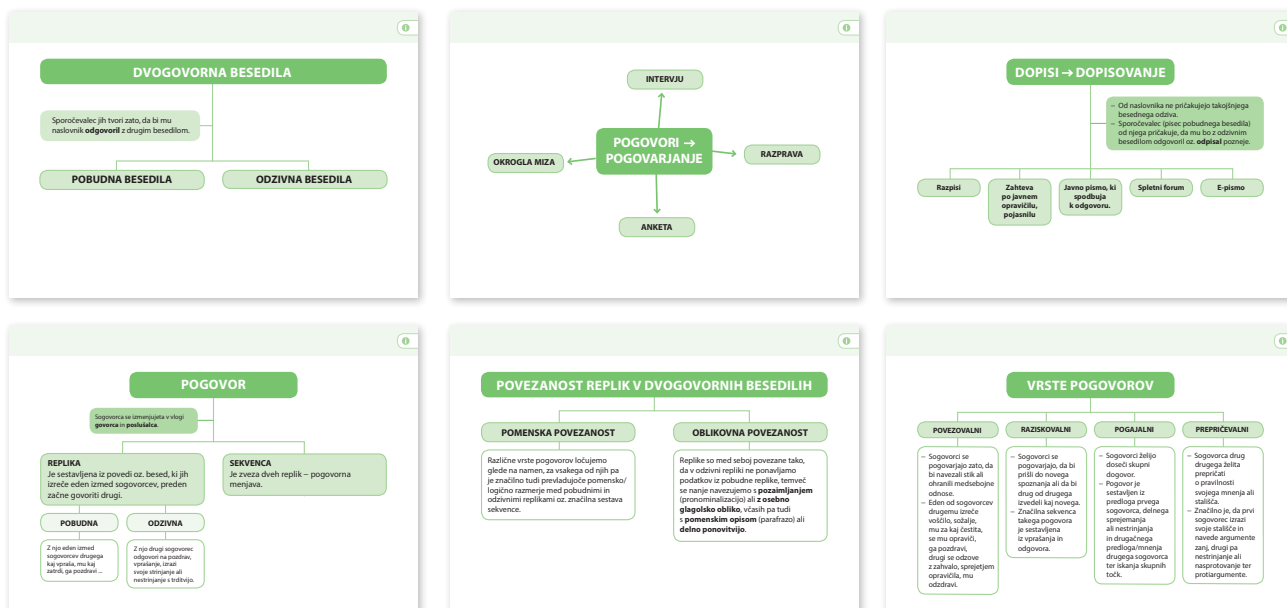 DVOGOVORNA BESEDILA
Sporočevalec jih tvori zato, da bi mu
naslovnik odgovoril z drugim besedilom.
POBUDNA BESEDILA
ODZIVNA BESEDILA
INTERVJU
POGOVORI →
POGOVARJANJE
OKROGLA MIZA
RAZPRAVA
ANKETA
DOPISI → DOPISOVANJE
– Od naslovnika ne pričakujejo takojšnjega
besednega odziva.
– Sporočevalec (pisec pobudnega besedila)
od njega pričakuje, da mu bo z odzivnim
besedilom odgovoril oz. odpisal pozneje.
Razpisi
Zahteva
po javnem
opravičilu,
pojasnilu
Javno pismo, ki
spodbuja
k odgovoru.
Spletni forum
E-pismo
POGOVOR
Sogovorca se izmenjujeta v vlogi
govorca in poslušalca.
REPLIKA
Je sestavljena iz povedi oz. besed, ki jih
izreče eden izmed sogovorcev, preden
začne govoriti drugi.
SEKVENCA
Je zveza dveh replik – pogovorna
menjava.
POBUDNA
Z njo eden izmed
sogovorcev drugega
kaj vpraša, mu kaj
zatrdi, ga pozdravi ...
ODZIVNA
Z njo drugi sogovorec
odgovori na pozdrav,
vprašanje, izrazi
svoje strinjanje ali
nestrinjanje s trditvijo.
POVEZANOST REPLIK V DVOGOVORNIH BESEDILIH
POMENSKA POVEZANOST
Različne vrste pogovorov ločujemo
glede na namen, za vsakega od njih pa
je značilno tudi prevladujoče pomensko/
logično razmerje med pobudnimi in
odzivnimi replikami oz. značilna sestava
sekvence.
OBLIKOVNA POVEZANOST
Replike so med seboj povezane tako,
da v odzivni repliki ne ponavljamo
podatkov iz pobudne replike, temveč
se nanje navezujemo s pozaimljanjem
(pronominalizacijo) ali z osebno
glagolsko obliko, včasih pa tudi
s pomenskim opisom (parafrazo) ali
delno ponovitvijo.
VRSTE POGOVOROV
POVEZOVALNI
– Sogovorci se
pogovarjajo zato, da
bi navezali stik ali
ohranili medsebojne
odnose.
– Eden od sogovorcev
drugemu izreče
voščilo, sožalje,
mu za kaj čestita,
se mu opraviči,
ga pozdravi,
drugi se odzove
z zahvalo, sprejetjem
opravičila, mu
odzdravi.
RAZISKOVALNI
– Sogovorci se
pogovarjajo, da bi
prišli do novega
spoznanja ali da bi
drug od drugega
izvedeli kaj novega.
– Značilna sekvenca
takega pogovora
je sestavljena
iz vprašanja in
odgovora.
POGAJALNI
– Sogovorci želijo
doseči skupni
dogovor.
– Pogovor je
sestavljen iz
predloga prvega
sogovorca, delnega
sprejemanja
ali nestrinjanja
in drugačnega
predloga/mnenja
drugega sogovorca
ter iskanja skupnih
točk.
PREPRIČEVALNI
– Sogovorca drug
drugega želita
prepričati
o pravilnosti
svojega mnenja ali
stališča.
– Značilno je, da prvi
sogovorec izrazi
svoje stališče in
navede argumente
zanj, drugi pa
nestrinjanje ali
nasprotovanje ter
protiargumente.